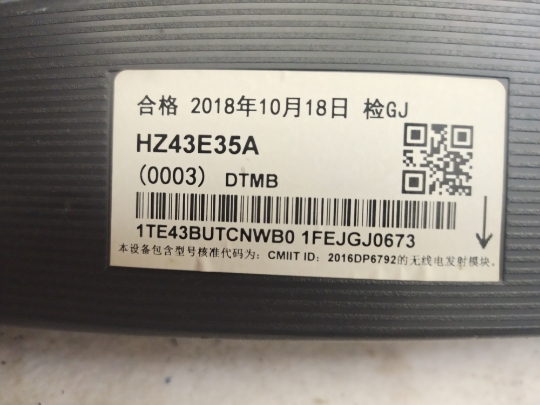 合格 2018年10月18日 检GJ
HZ43E35A
(0003) DTMB
1TE43BUTCNWB0 1FEJGJ0673
本设备包含型号核准代码为：CMIIT ID：2016DP6792的无线电发射模块。